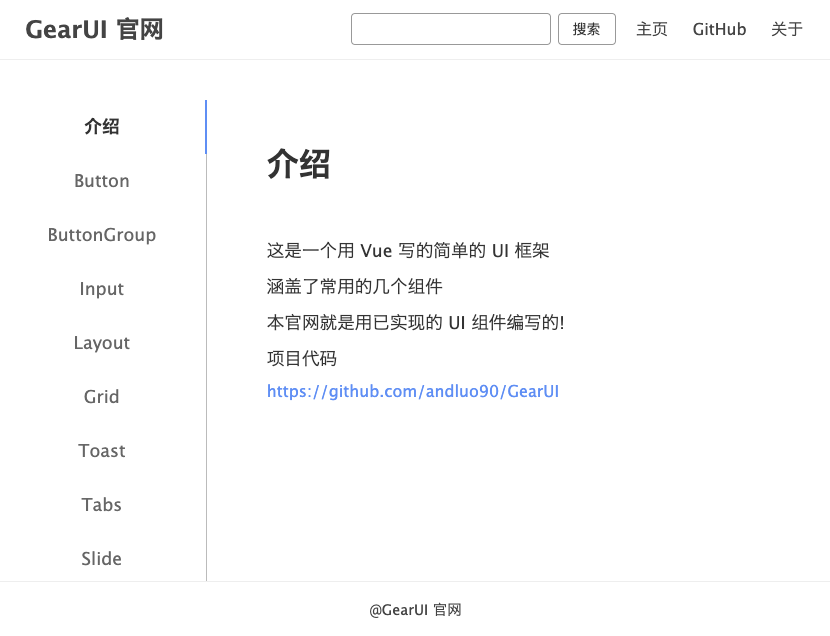 GearUI 官网
搜索
主页
GitHub
关于
介绍
Button
ButtonGroup
Input
Layout
Grid
Toast
Tabs
Slide
介绍
这是一个用 Vue 写的简单的 UI 框架
涵盖了常用的几个组件
本官网就是用已实现的 UI 组件编写的!
项目代码
https://github.com/andluo90/GearUI
@GearUI 官网